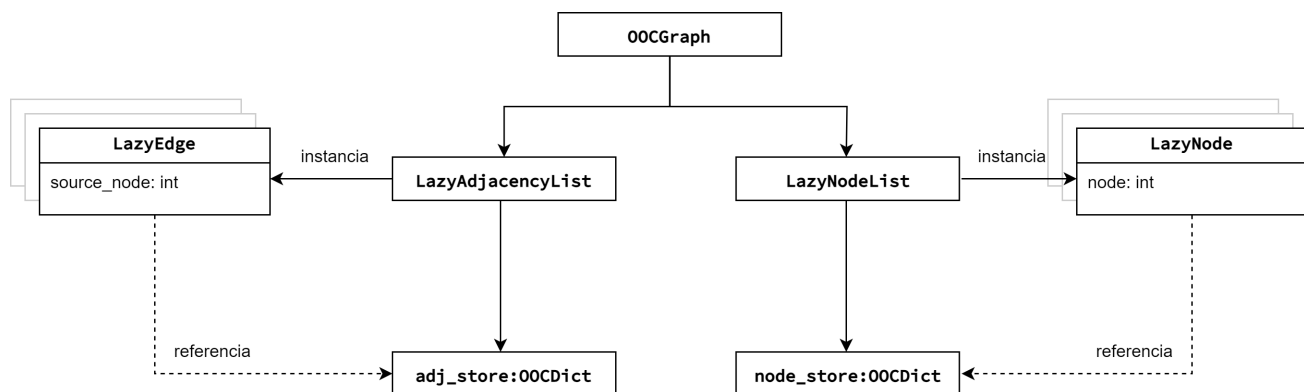 OOCGraph
LazyEdge
source_node: int
instancia
LazyAdjacencyList
LazyNodeList
instancia
LazyNode
node: int
referencia
adj_store:OOCDict
node_store:OOCDict
referencia